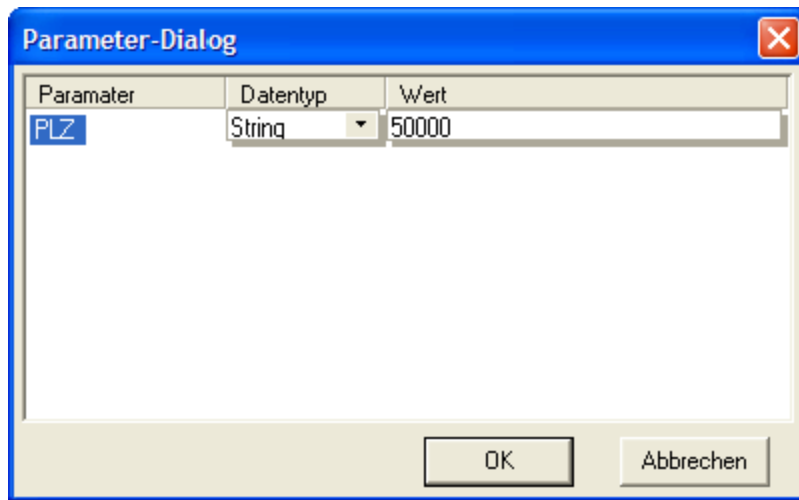 Parameter-Dialog
Paramater Datentyp Wert
PLZ String 50000
OK Abbrechen